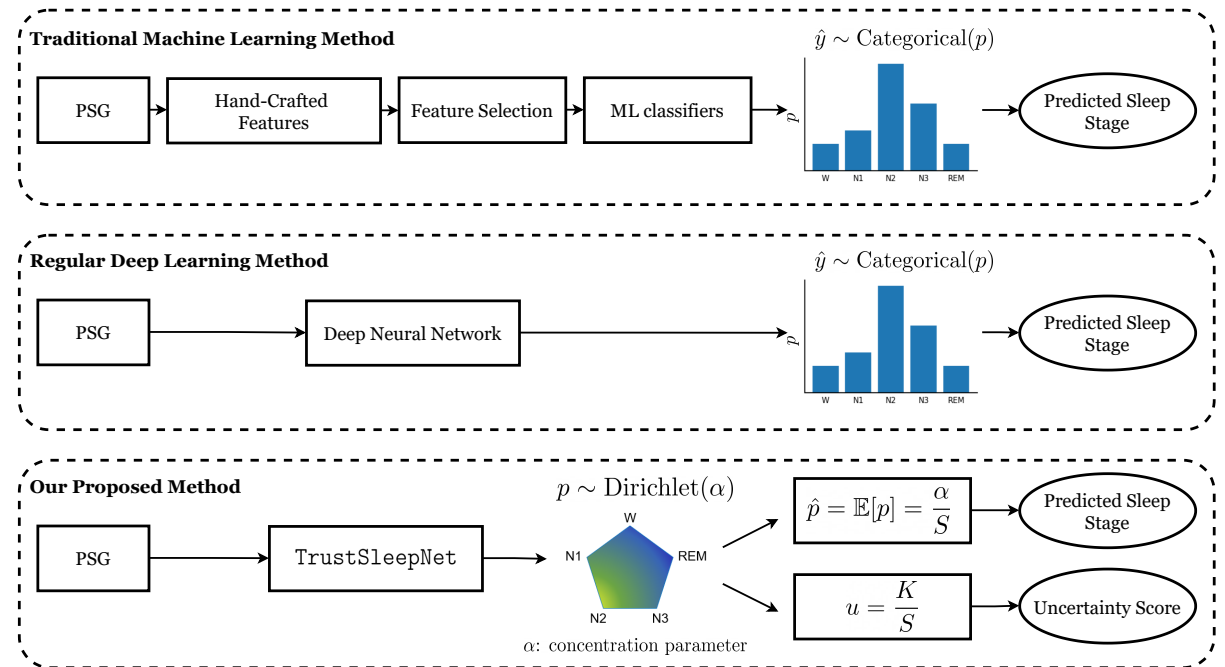 Traditional Machine Learning Method
ŷ ∼ Categorical(p)
PSG
Hand-Crafted
Features
Feature Selection
ML classifiers
p
W N1 N2 N3 REM
Predicted Sleep
Stage
Regular Deep Learning Method
ŷ ∼ Categorical(p)
PSG
Deep Neural Network
p
W N1 N2 N3 REM
Predicted Sleep
Stage
Our Proposed Method
p ∼ Dirichlet(α)
PSG
TrustSleepNet
W
N1
REM
N2
N3
α: concentration parameter
p̂ = 𝔼[p] = α/S
Predicted Sleep
Stage
u = K/S
Uncertainty Score